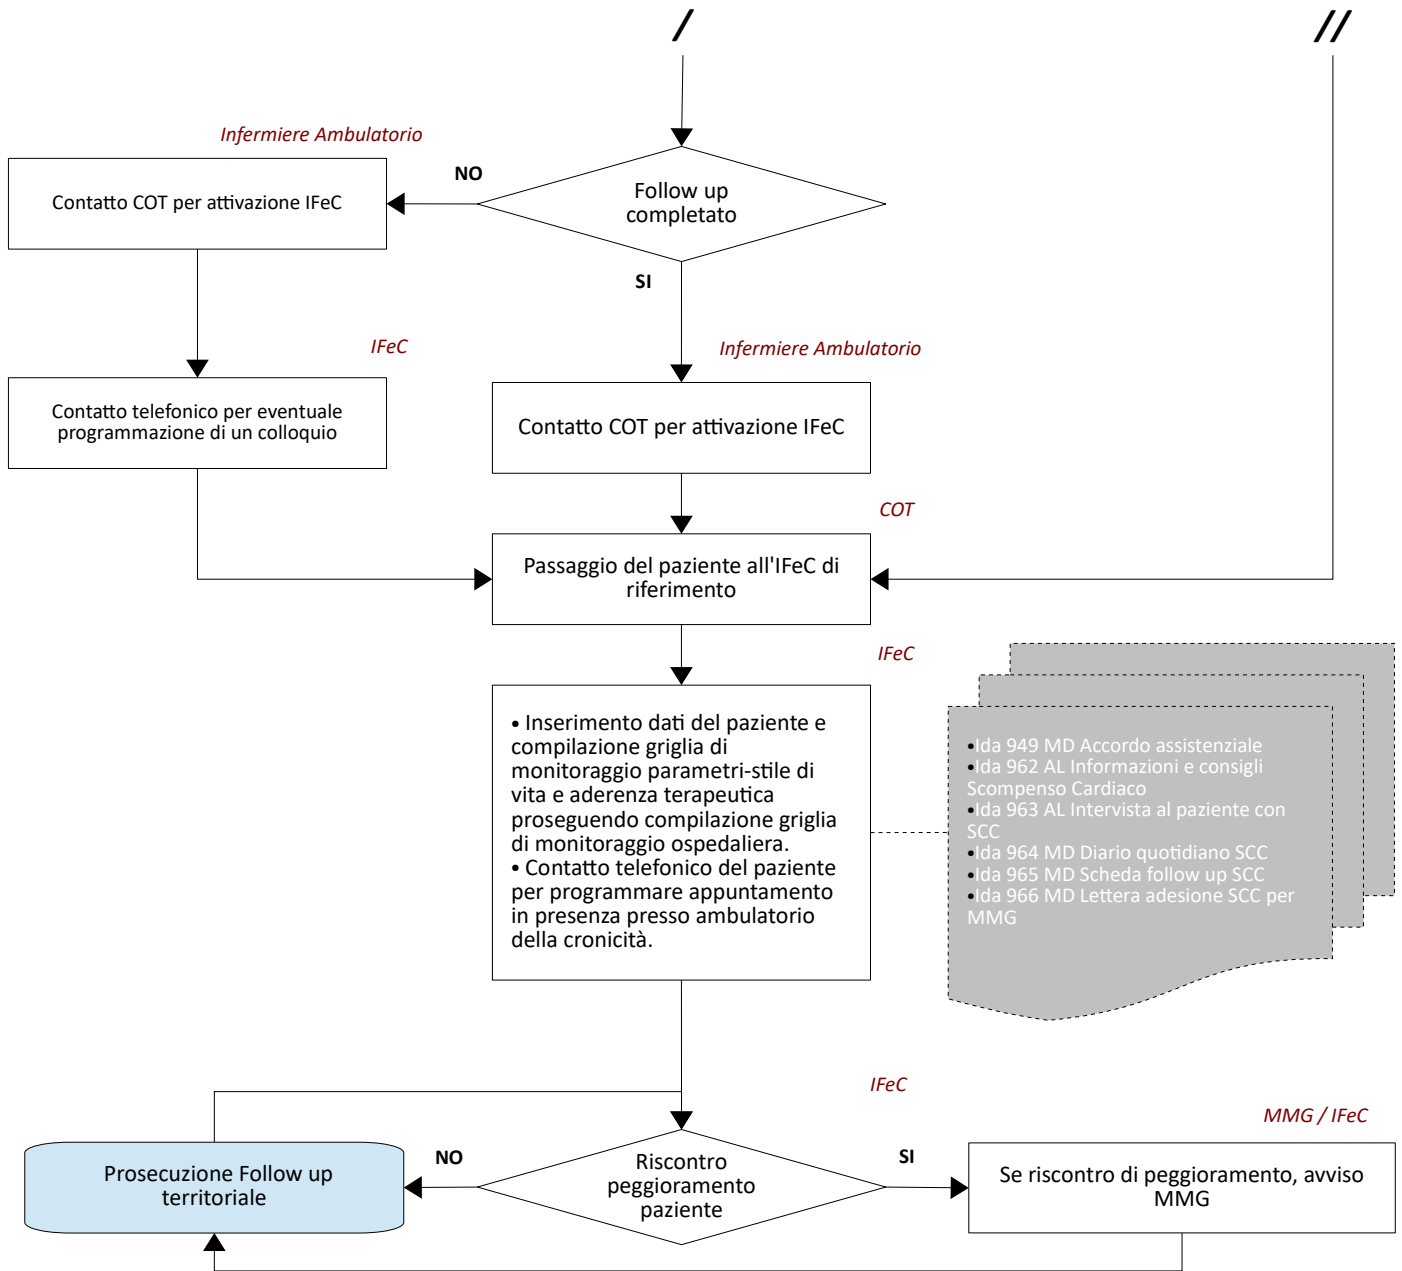 /
//
Infermiere Ambulatorio
NO
Follow up
completato
Contatto COT per attivazione IFeC
SI
IFeC
Infermiere Ambulatorio
Contatto telefonico per eventuale
programmazione di un colloquio
Contatto COT per attivazione IFeC
COT
Passaggio del paziente all'IFeC di
riferimento
IFeC
• Inserimento dati del paziente e
compilazione griglia di
monitoraggio parametri-stile di
vita e aderenza terapeutica
proseguendo compilazione griglia
di monitoraggio ospedaliera.
• Contatto telefonico del paziente
per programmare appuntamento
in presenza presso ambulatorio
della cronicità.
•Ida 949 MD Accordo assistenziale
•Ida 962 AL Informazioni e consigli
Scompenso Cardiaco
•Ida 963 AL Intervista al paziente con
SCC
•Ida 964 MD Diario quotidiano SCC
•Ida 965 MD Scheda follow up SCC
•Ida 966 MD Lettera adesione SCC per
MMG
IFeC
MMG / IFeC
Prosecuzione Follow up
territoriale
NO
Riscontro
peggioramento
paziente
SI
Se riscontro di peggioramento, avviso
MMG